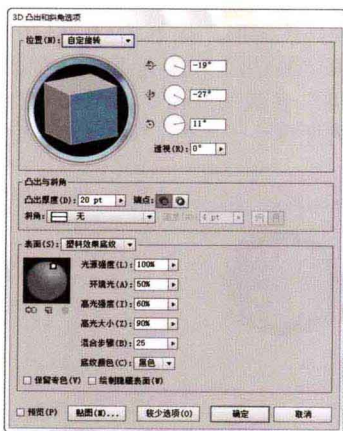 3D 凸出和斜角选项
位置(N): 自定旋转
-19°
-27°
11°
透视(R): 0°
凸出与斜角
凸出厚度(D): 20 pt 端点:
斜角: 无 高度(H): 4 pt
表面(S): 塑料效果底纹
光源强度(L): 100%
环境光(A): 50%
高光强度(I): 60%
高光大小(Z): 90%
混合步骤(B): 25
底纹颜色(C): 黑色
保留专色(V) 绘制隐藏表面(W)
预览(P) 贴图(M)... 较少选项(O) 确定 取消